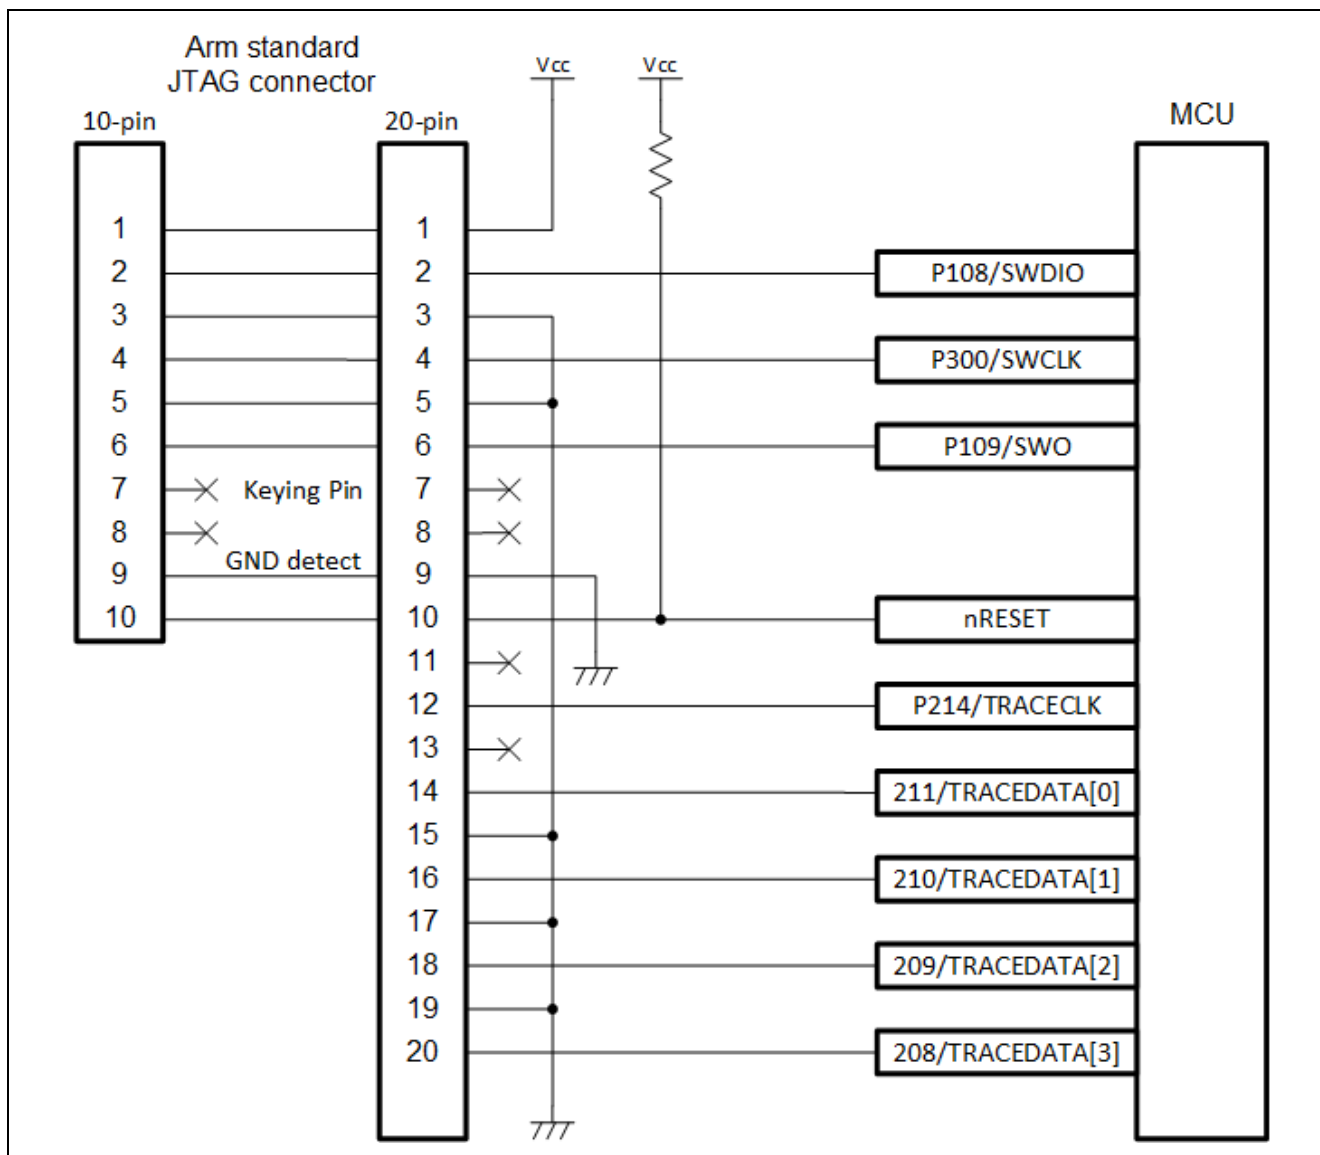 Arm standard
JTAG connector
10-pin
20-pin
Vcc
Vcc
MCU
1
1
2
2
P108/SWDIO
3
3
4
4
P300/SWCLK
5
5
6
6
P109/SWO
7
Keying Pin
7
8
8
GND detect
9
9
10
10
nRESET
11
12
P214/TRACECLK
13
14
211/TRACEDATA[0]
15
16
210/TRACEDATA[1]
17
18
209/TRACEDATA[2]
19
20
208/TRACEDATA[3]